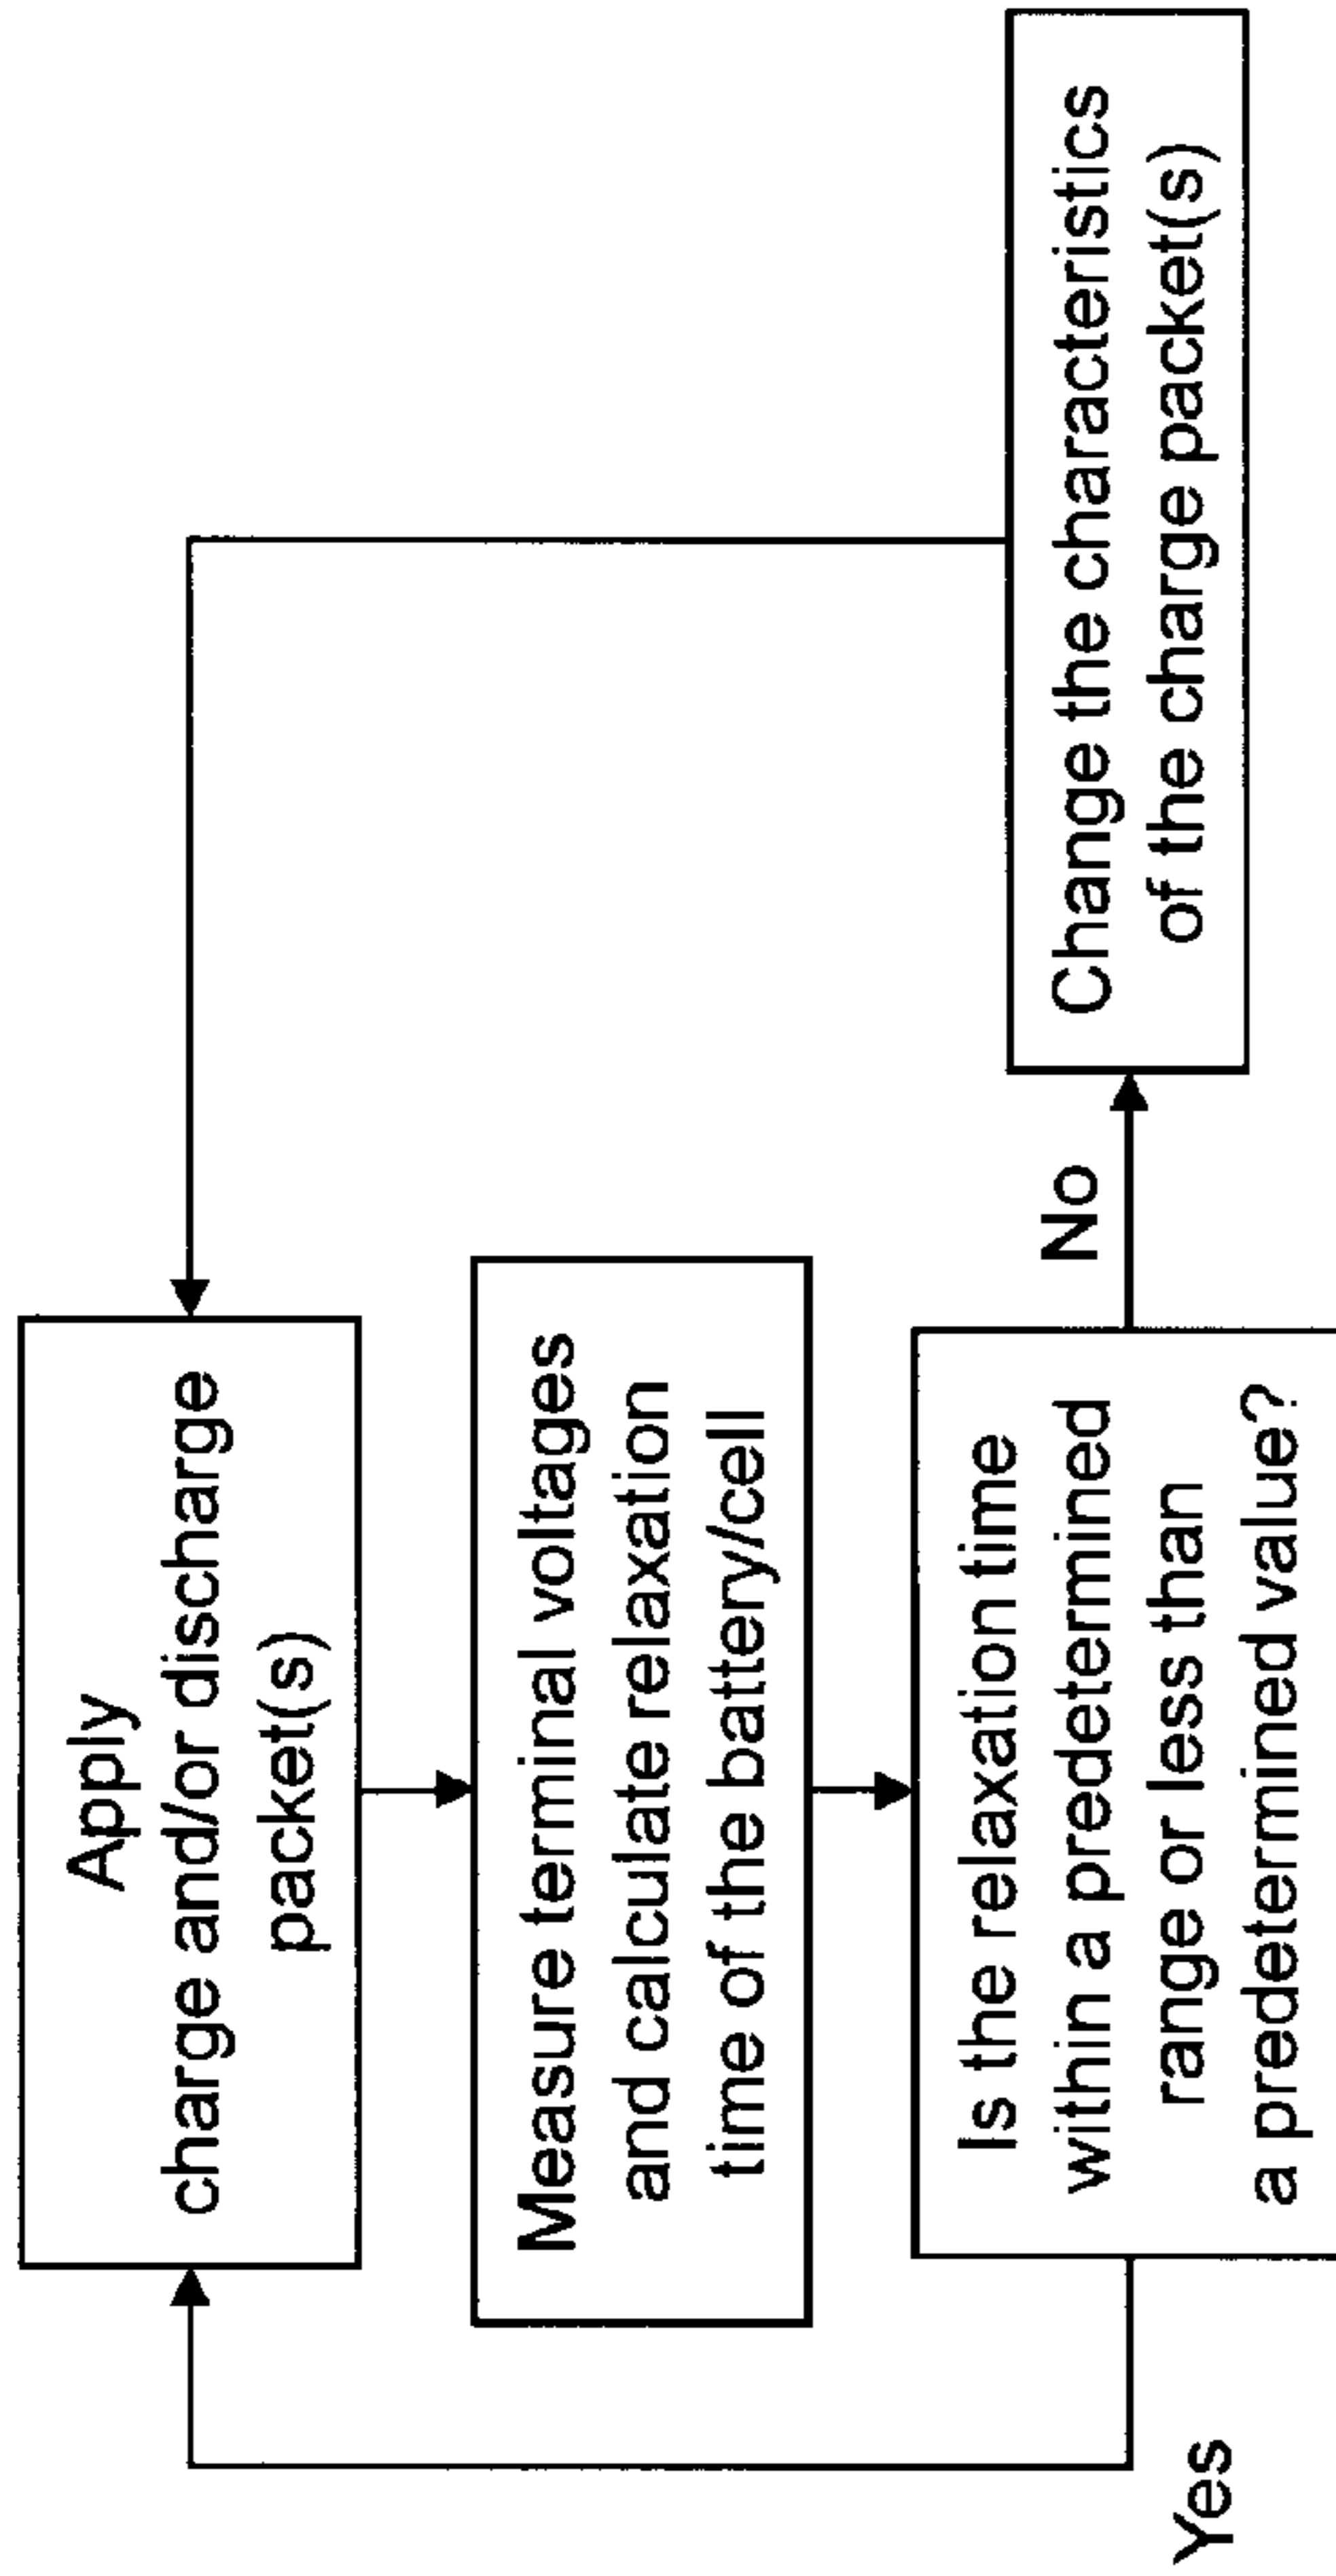 Apply
charge and/or discharge
packet(s)
Measure terminal voltages
and calculate relaxation
time of the battery/cell
Is the relaxation time
within a predetermined
range or less than
a predetermined value?
Yes
No
Change the characteristics
of the charge packet(s)